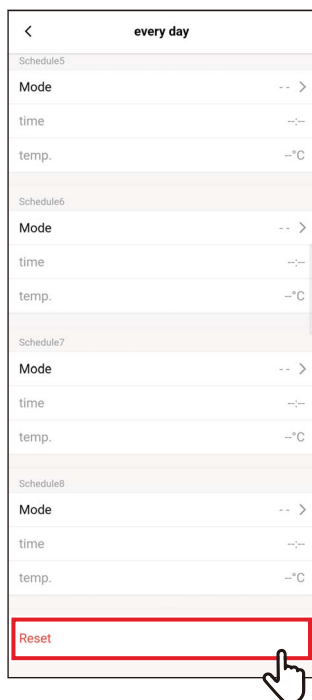 every day
Schedule5
Mode -- >
time --:--
temp. --°C
Schedule6
Mode -- >
time --:--
temp. --°C
Schedule7
Mode -- >
time --:--
temp. --°C
Schedule8
Mode -- >
time --:--
temp. --°C
Reset